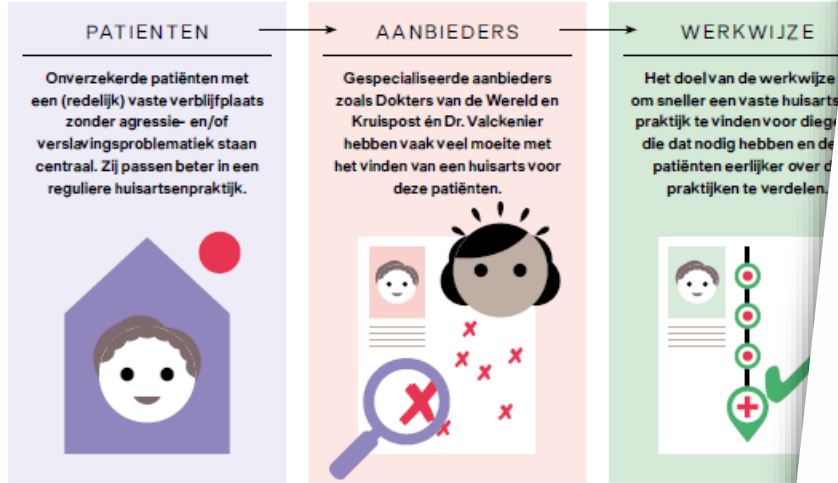 PATIENTEN
Onverzekerde patiënten met
een (redelijk) vaste verblijfplaats
zonder agressie- en/of
verslavingsproblematiek staan
centraal. Zij passen beter in een
reguliere huisartsenpraktijk.
AANBIEDERS
Gespecialiseerde aanbieders
zoals Dokters van de Wereld en
Kruispost én Dr. Valckenier
hebben vaak veel moeite met
het vinden van een huisarts voor
deze patiënten.
WERKWIJZE
Het doel van de werkwijze
om sneller een vaste huisarts
praktijk te vinden voor
die dat nodig hebben en
patiënten eerlijker over
praktijken te verdelen.